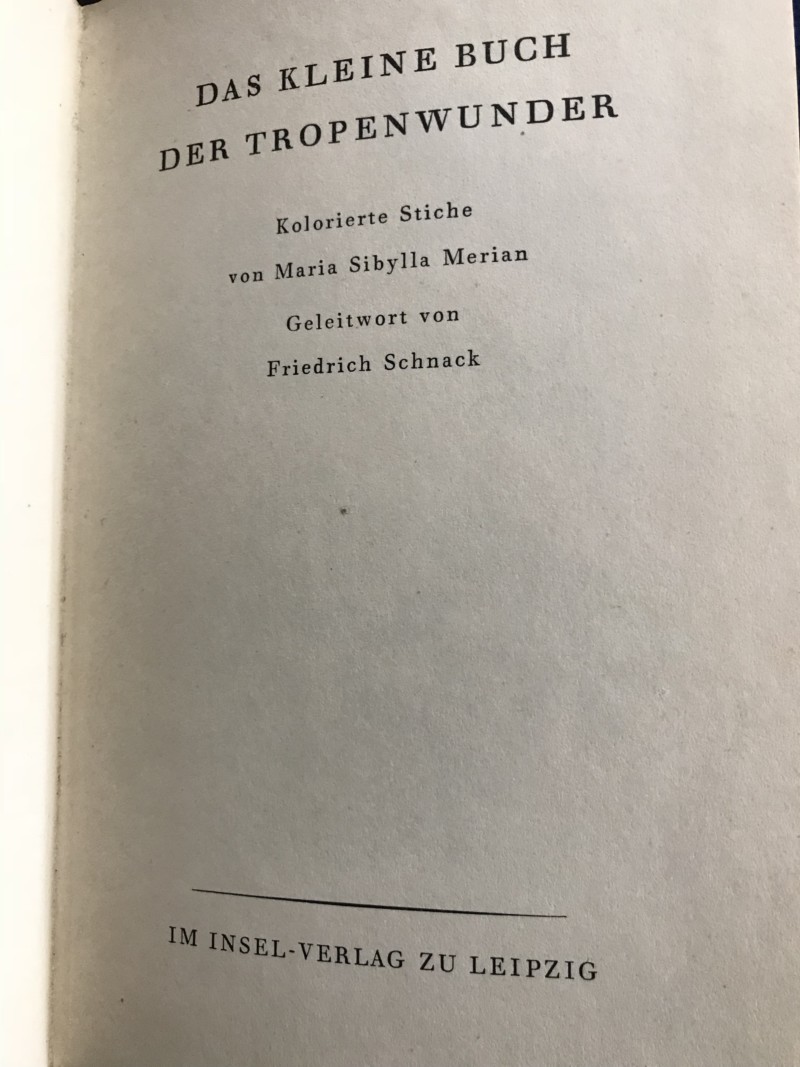 DAS KLEINE BUCH
DER TROPENWUNDER
Kolorierte Stiche
von Maria Sibylla Merian
Geleitwort von
Friedrich Schnack
IM INSEL-VERLAG ZU LEIPZIG